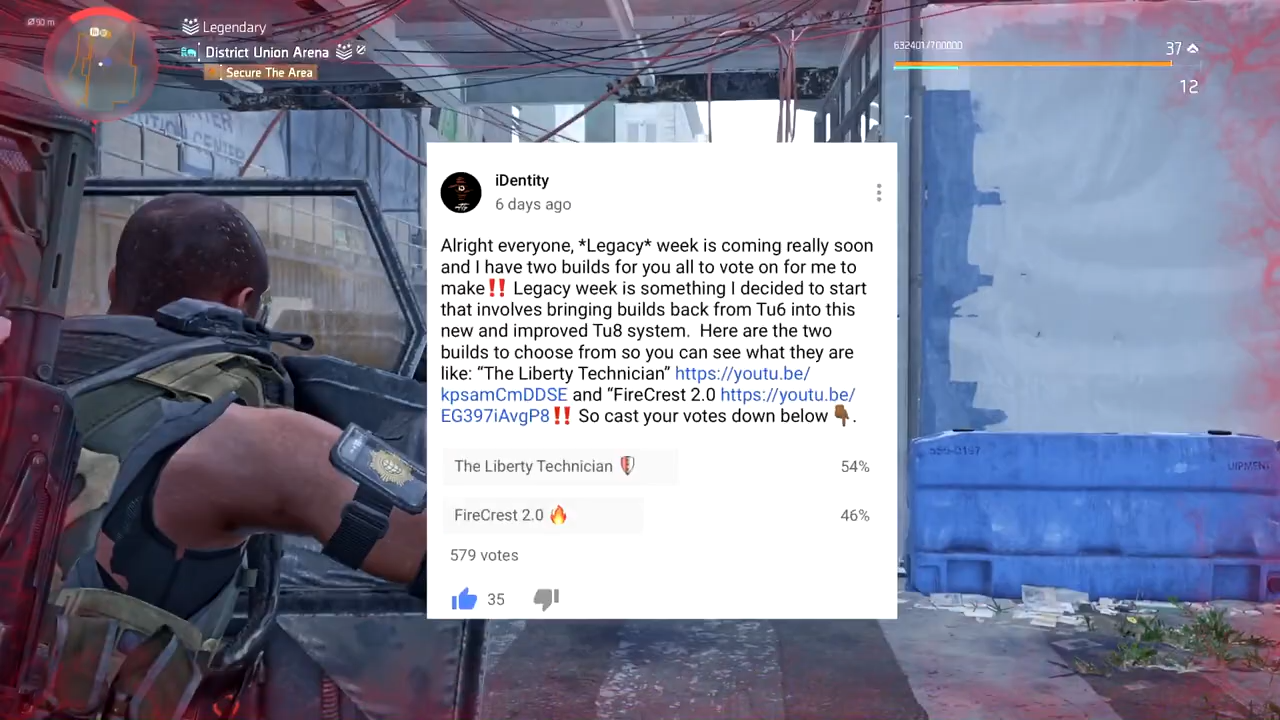 90 m
Legendary
District Union Arena
Secure The Area
632401/700000
37
12
iDentity
6 days ago
Alright everyone, *Legacy* week is coming really soon
and I have two builds for you all to vote on for me to
make‼️ Legacy week is something I decided to start
that involves bringing builds back from Tu6 into this
new and improved Tu8 system. Here are the two
builds to choose from so you can see what they are
like: “The Liberty Technician” https://youtu.be/
kpsamCmDDSE and “FireCrest 2.0 https://youtu.be/
EG397iAvgP8‼️ So cast your votes down below👇🏾.
The Liberty Technician 🛡️ 54%
FireCrest 2.0 🔥 46%
579 votes
35
UIPMENT